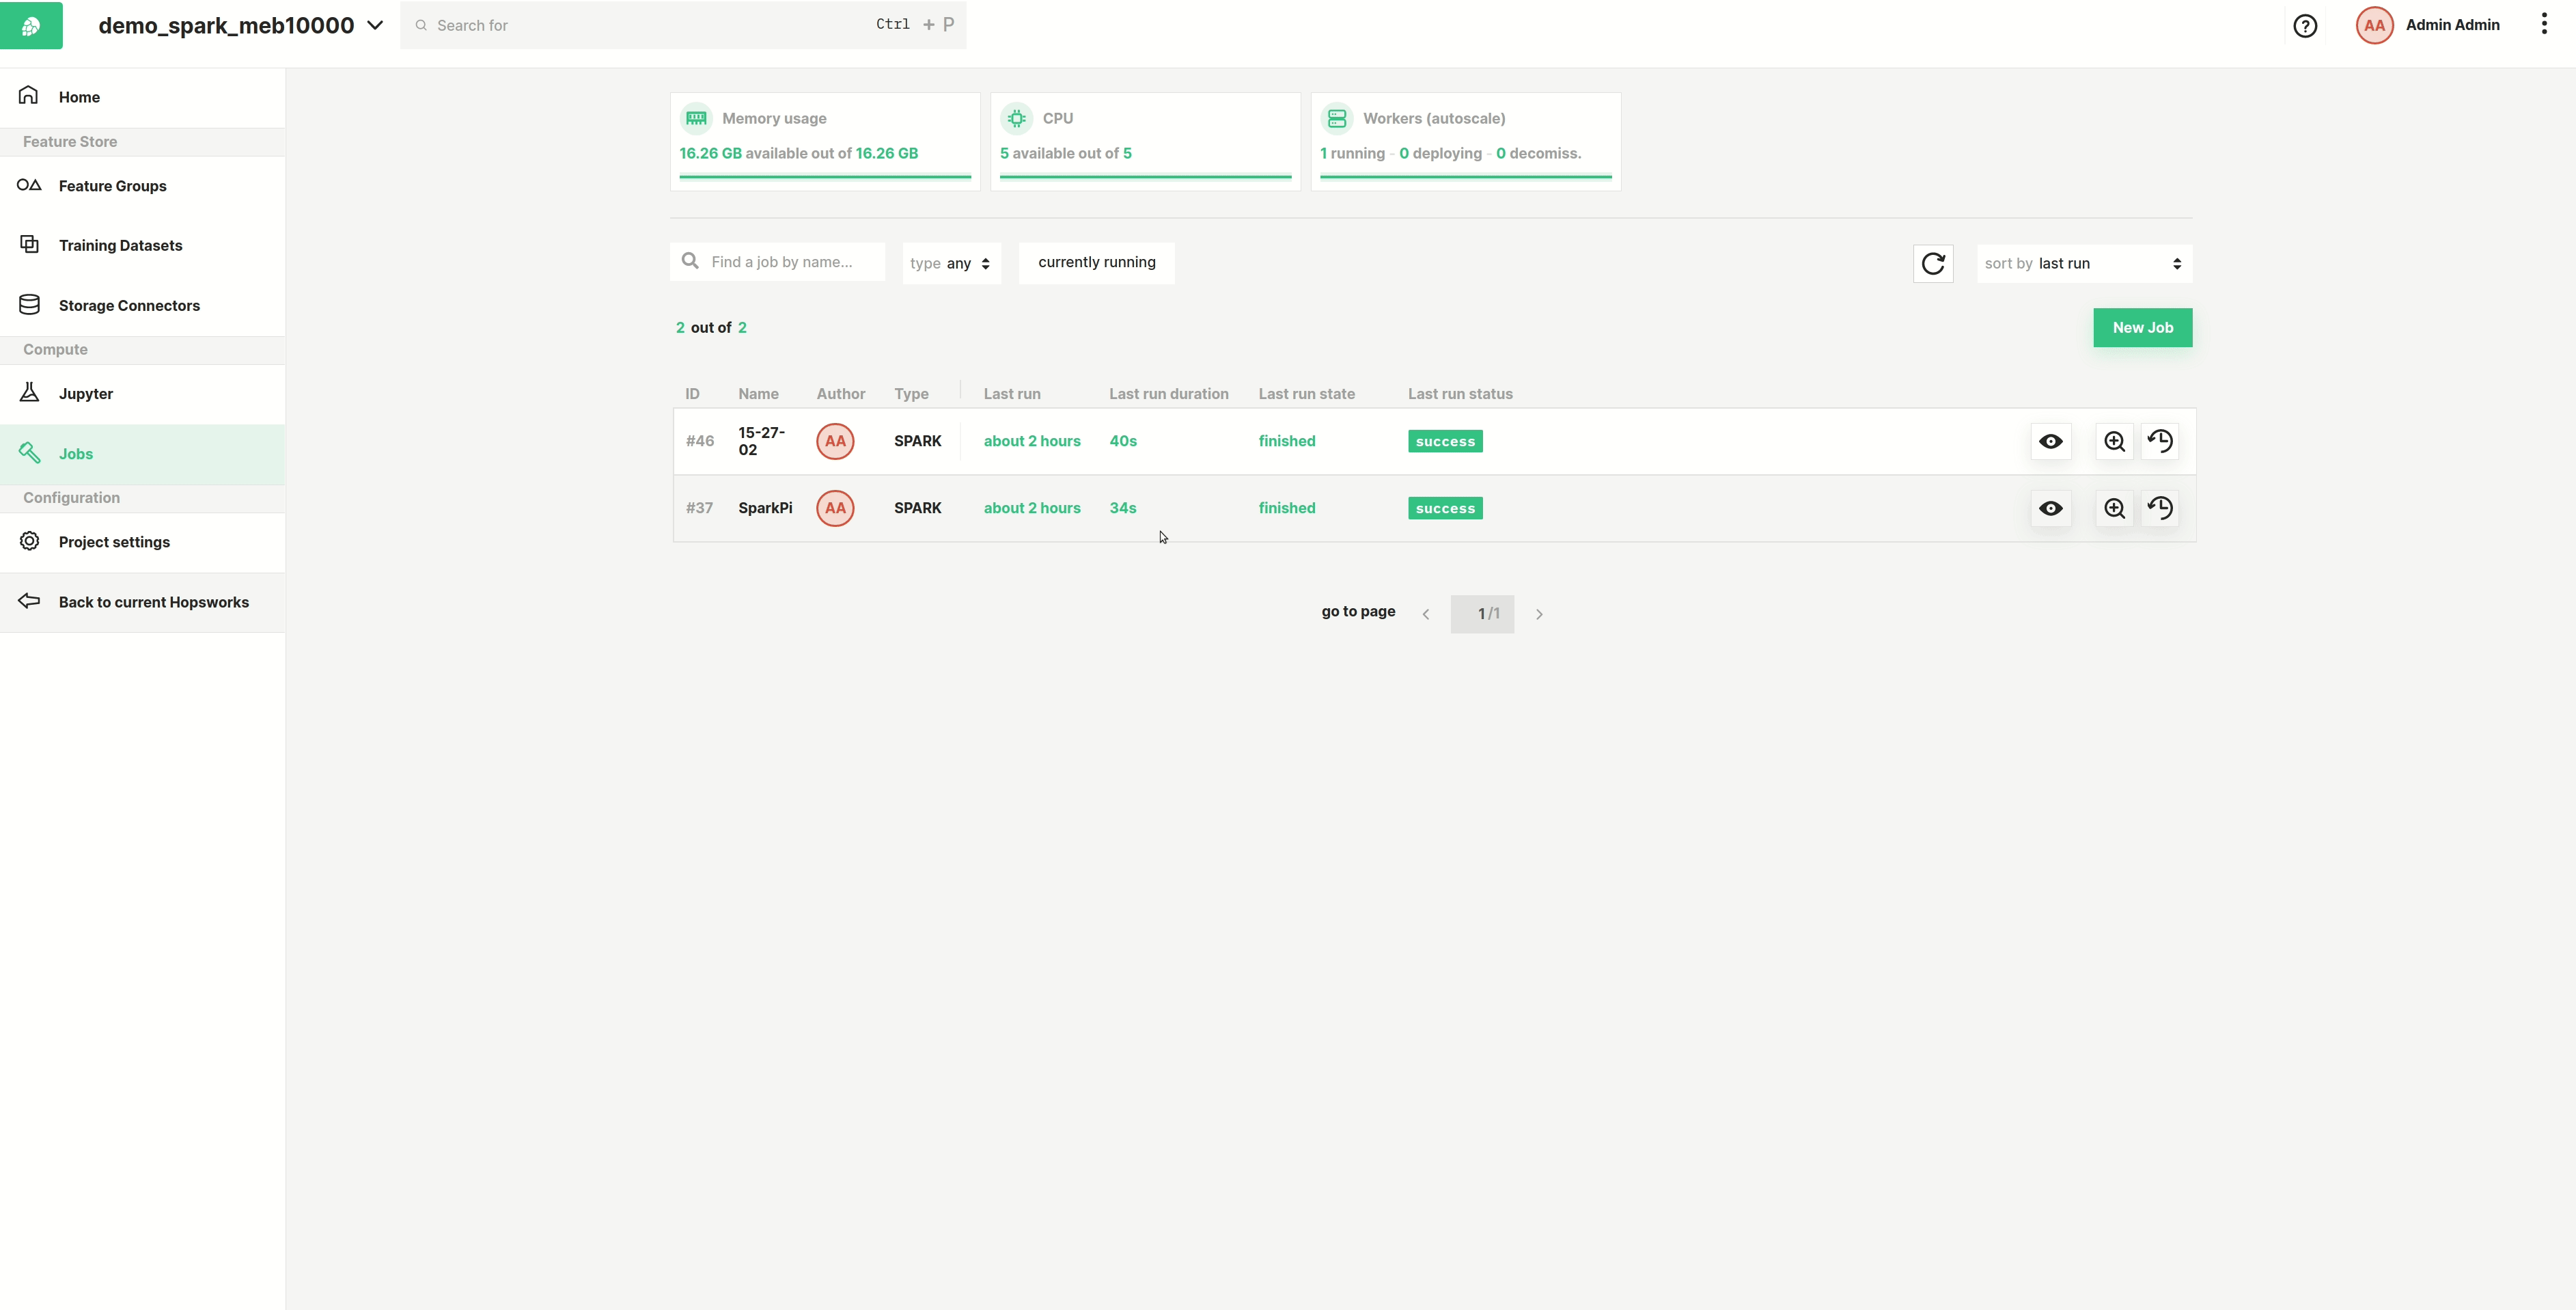 demo_spark_meb10000
Search for
Ctrl + P
AA
Admin Admin
Home
Feature Store
Feature Groups
Training Datasets
Storage Connectors
Compute
Jupyter
Jobs
Configuration
Project settings
Back to current Hopsworks
Memory usage
16.26 GB available out of 16.26 GB
CPU
5 available out of 5
Workers (autoscale)
1 running - 0 deploying - 0 decomiss.
Find a job by name...
type any
currently running
sort by last run
2 out of 2
New Job
ID Name Author Type Last run Last run duration Last run state Last run status
#46 15-27-02 AA SPARK about 2 hours 40s finished success
#37 SparkPi AA SPARK about 2 hours 34s finished success
go to page 1/1